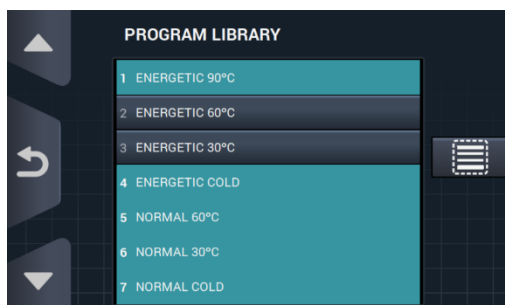 PROGRAM LIBRARY
1 ENERGETIC 90ºC
2 ENERGETIC 60ºC
3 ENERGETIC 30ºC
4 ENERGETIC COLD
5 NORMAL 60ºC
6 NORMAL 30ºC
7 NORMAL COLD